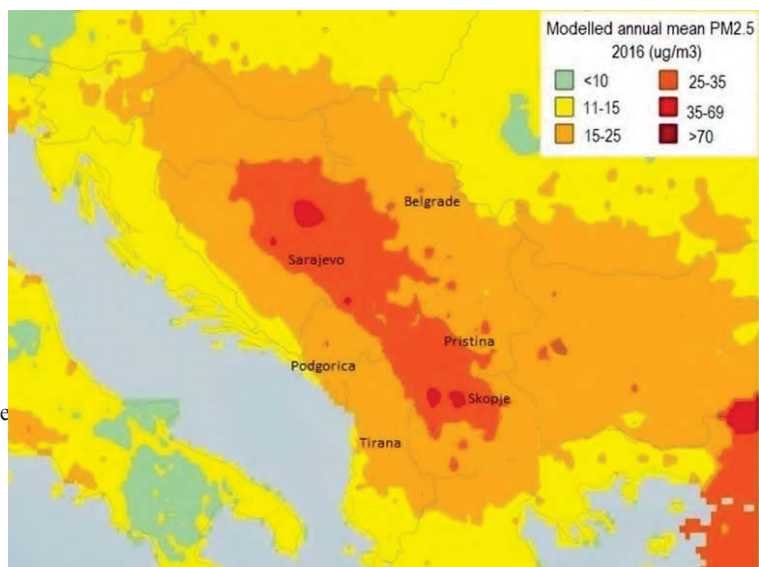 Modelled annual mean PM2.5
2016 (ug/m3)
<10 25-35
11-15 35-69
15-25 >70
Belgrade
Sarajevo
Pristina
Podgorica
Skopje
e
Tirana